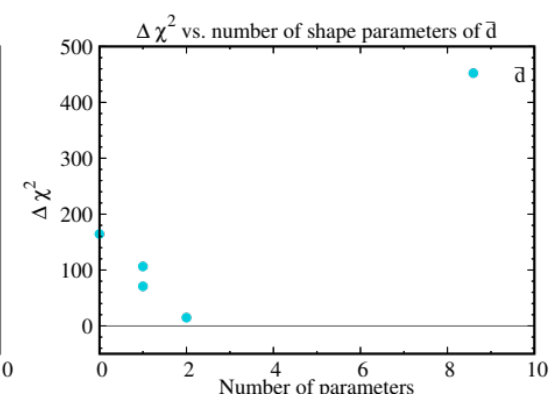 Δ χ² vs. number of shape parameters of d̄
500
400
300
200
100
0
Δ χ²
d̄
0
0 2 4 6 8 10
Number of parameters